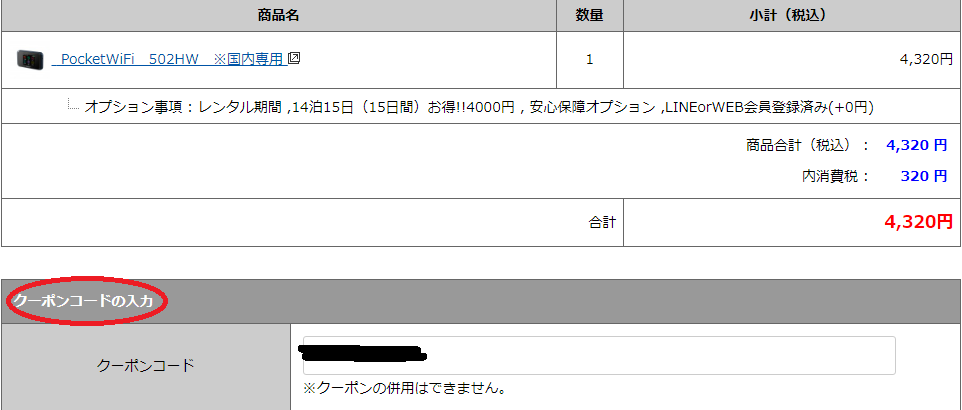 商品名 数量 小計（税込）
PocketWiFi 502HW ※国内専用 1 4,320円
オプション事項：レンタル期間 ,14泊15日（15日間）お得!!4000円 , 安心保障オプション ,LINEorWEB会員登録済み(+0円)
商品合計（税込）： 4,320 円
内消費税： 320 円
合計 4,320円
クーポンコードの入力
クーポンコード
※クーポンの併用はできません。